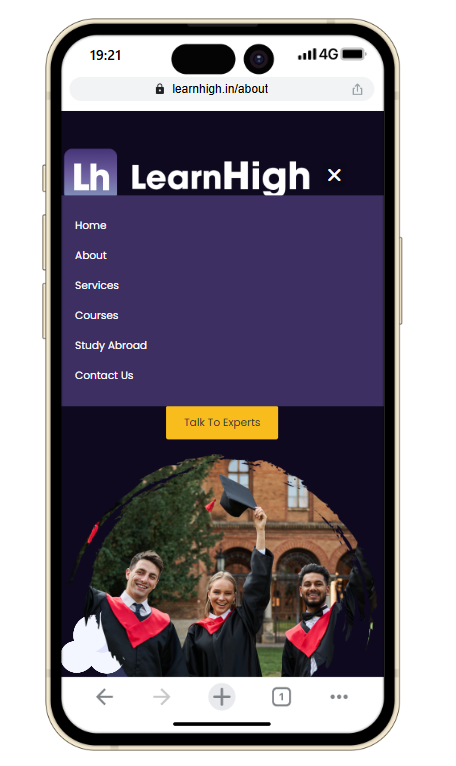 19:21
4G
learnhigh.in/about
Lh LearnHigh ×
Home
About
Services
Courses
Study Abroad
Contact Us
Talk To Experts
1